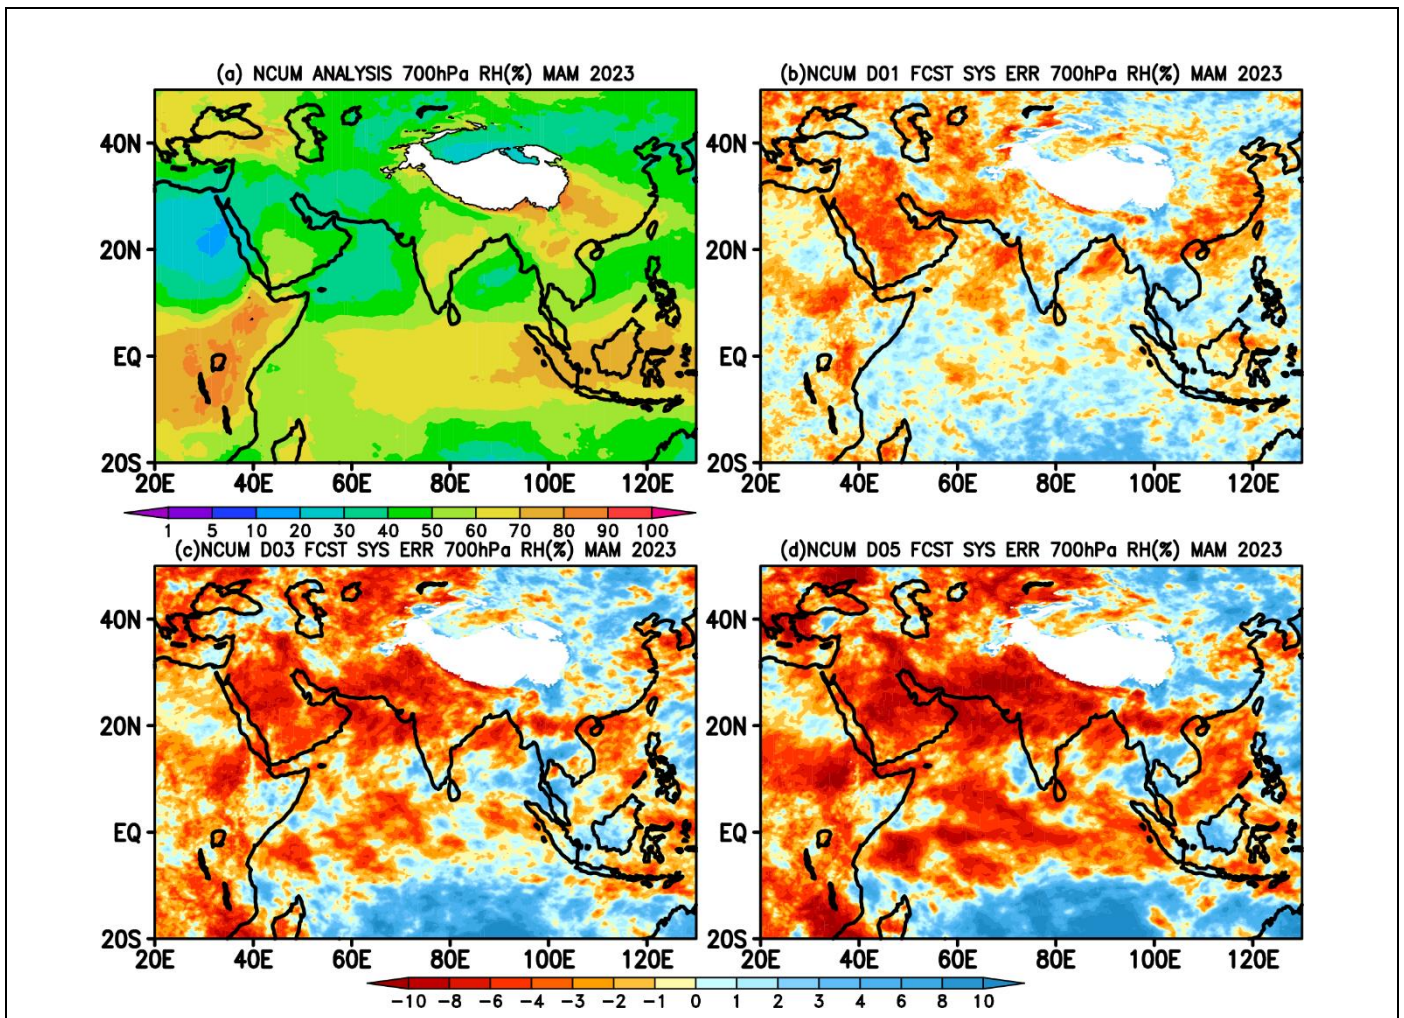 (a) NCUM ANALYSIS 700hPa RH(%) MAM 2023
40N
20N
EQ
20S
20E 40E 60E 80E 100E 120E
1 5 10 20 30 40 50 60 70 80 90 100
(b)NCUM D01 FCST SYS ERR 700hPa RH(%) MAM 2023
40N
20N
EQ
20S
20E 40E 60E 80E 100E 120E
(c)NCUM D03 FCST SYS ERR 700hPa RH(%) MAM 2023
40N
20N
EQ
20S
20E 40E 60E 80E 100E 120E
(d)NCUM D05 FCST SYS ERR 700hPa RH(%) MAM 2023
40N
20N
EQ
20S
20E 40E 60E 80E 100E 120E
−10 −8 −6 −4 −3 −2 −1 0 1 2 3 4 6 8 10